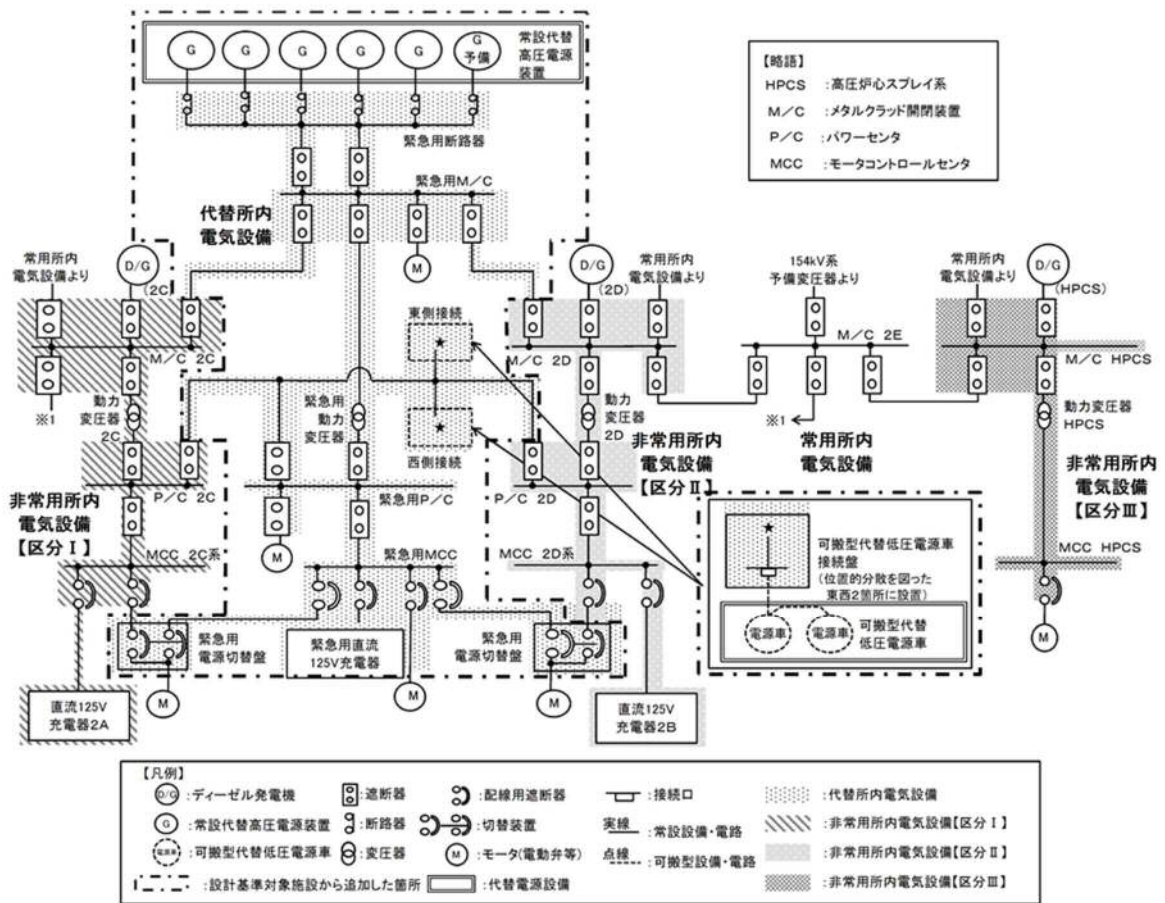 G
G
G
G
G
G
予備
常設代替
高圧電源
装置
緊急用断路器
緊急用M/C
代替所内
電気設備
M
【略語】
HPCS :高圧炉心スプレイ系
M/C :メタルクラッド開閉装置
P/C :パワーセンタ
MCC :モータコントロールセンタ
常用所内
電気設備より
D/G
(2C)
M/C 2C
※1
動力
変圧器
2C
P/C 2C
非常用所内
電気設備
【区分Ⅰ】
MCC 2C系
東側接続
★
★
西側接続
緊急用
動力
変圧器
緊急用P/C
M
緊急用MCC
D/G
(2D)
常用所内
電気設備より
M/C 2D
動力
変圧器
2D
非常用所内
電気設備
【区分Ⅱ】
P/C 2D
MCC 2D系
154kV系
予備変圧器より
M/C 2E
※1
常用所内
電気設備
常用所内
電気設備より
D/G
(HPCS)
M/C HPCS
動力変圧器
HPCS
非常用所内
電気設備
【区分Ⅲ】
MCC HPCS
M
★
可搬型代替低圧電源車
接続盤
(位置的分散を図った
東西2箇所に設置)
電源車
電源車
可搬型代替
低圧電源車
緊急用
電源切替盤
緊急用直流
125V充電器
緊急用
電源切替盤
M
M
M
直流125V
充電器2A
直流125V
充電器2B
【凡例】
D/G :ディーゼル発電機
:遮断器
:配線用遮断器
:接続口
:代替所内電気設備
G :常設代替高圧電源装置
:断路器
:切替装置
実線
:常設設備・電路
:非常用所内電気設備【区分Ⅰ】
電源車 :可搬型代替低圧電源車
:変圧器
M :モータ(電動弁等)
点線
:可搬型設備・電路
:非常用所内電気設備【区分Ⅱ】
:設計基準対象施設から追加した箇所
:代替電源設備
:非常用所内電気設備【区分Ⅲ】